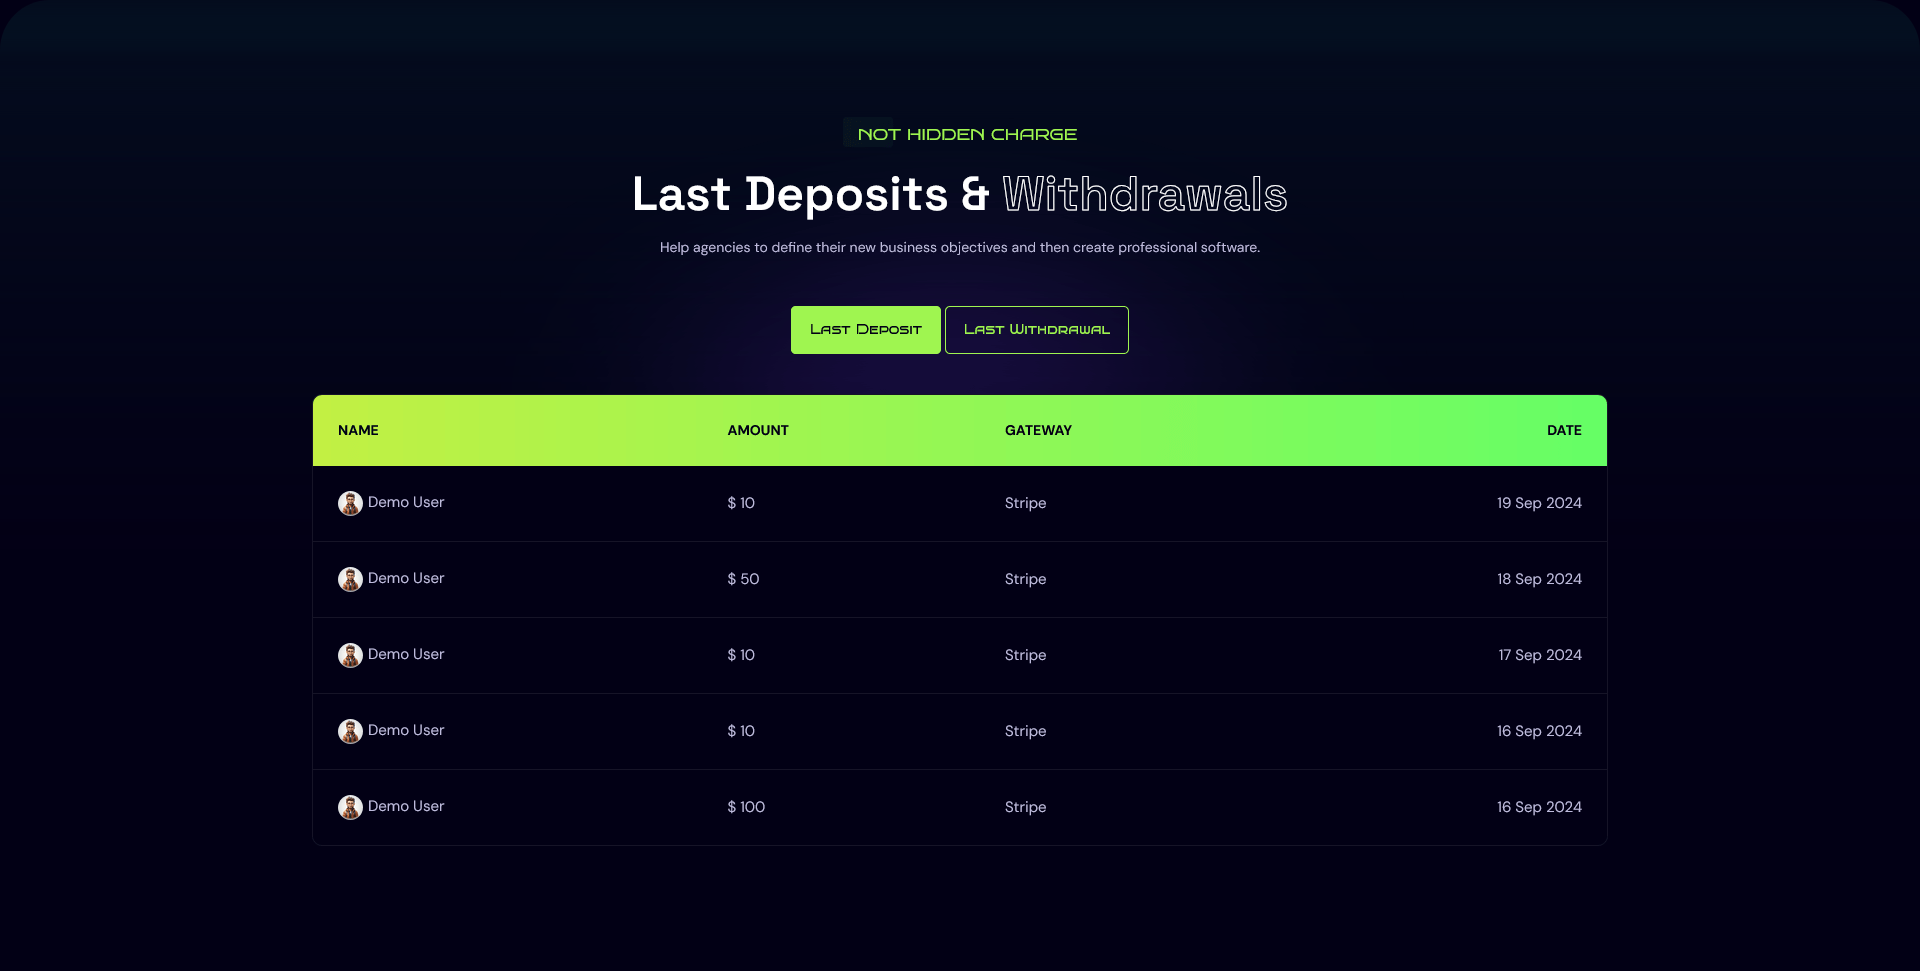 NOT HIDDEN CHARGE
Last Deposits & Withdrawals
Help agencies to define their new business objectives and then create professional software.
Last Deposit Last Withdrawal
NAME AMOUNT GATEWAY DATE
Demo User $ 10 Stripe 19 Sep 2024
Demo User $ 50 Stripe 18 Sep 2024
Demo User $ 10 Stripe 17 Sep 2024
Demo User $ 10 Stripe 16 Sep 2024
Demo User $ 100 Stripe 16 Sep 2024